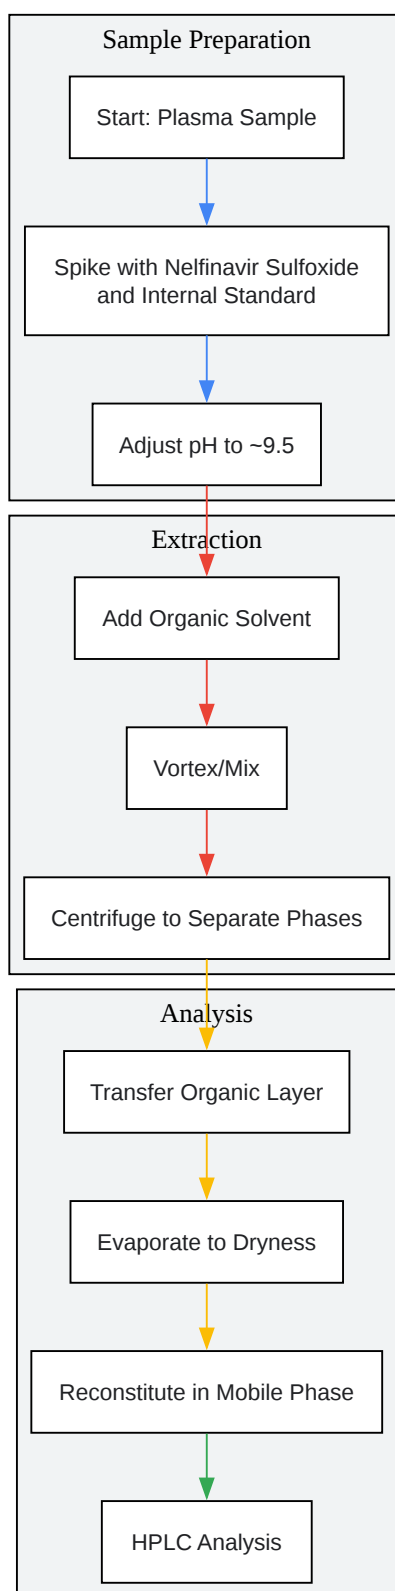 Sample Preparation
Start: Plasma Sample
Spike with Nelfinavir Sulfoxide
and Internal Standard
Adjust pH to ~9.5
Extraction
Add Organic Solvent
Vortex/Mix
Centrifuge to Separate Phases
Analysis
Transfer Organic Layer
Evaporate to Dryness
Reconstitute in Mobile Phase
HPLC Analysis